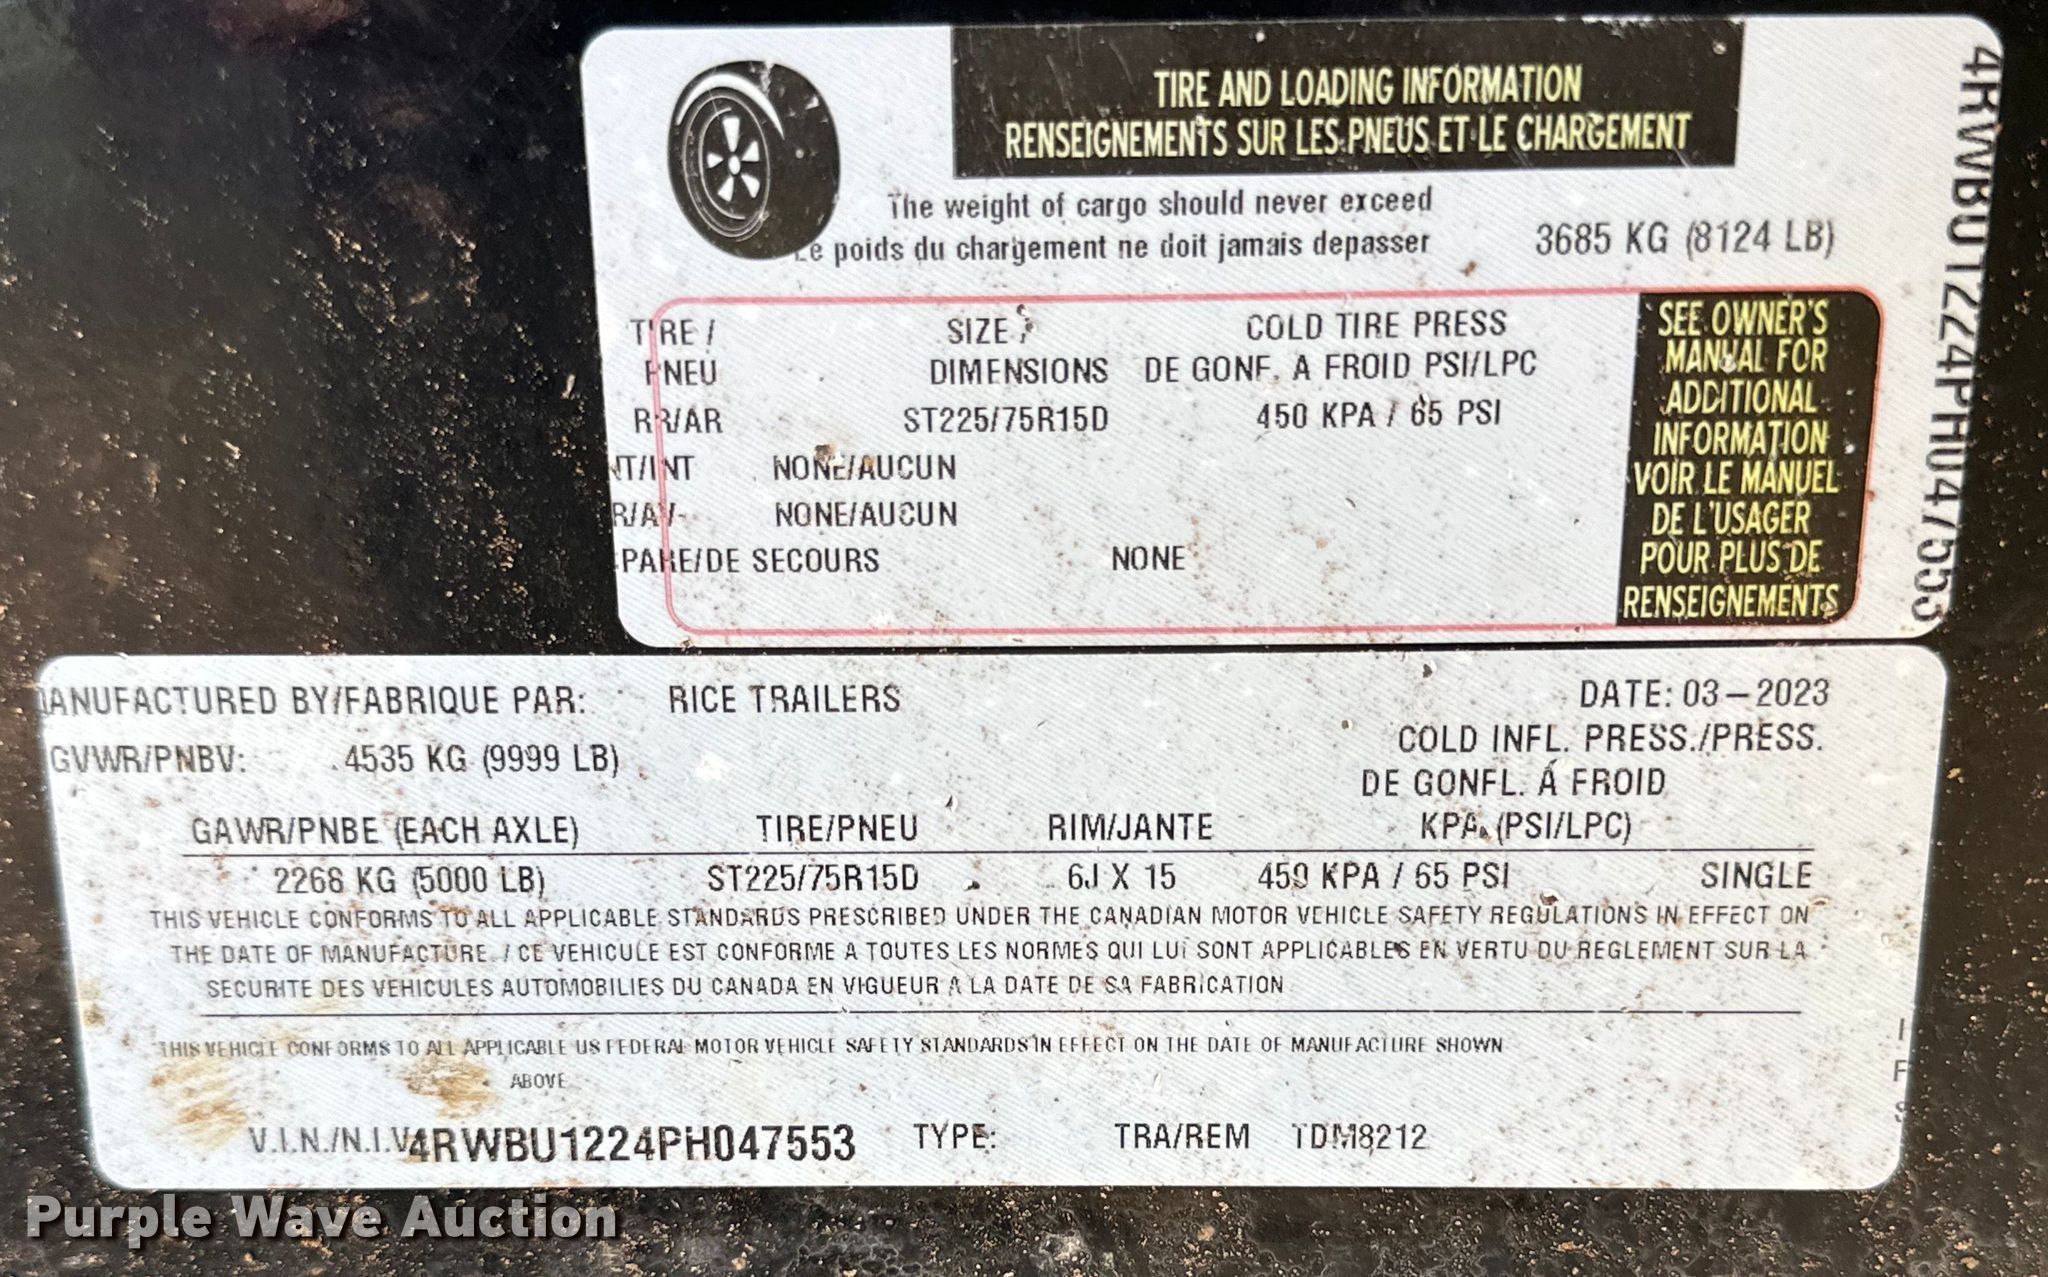 TIRE AND LOADING INFORMATION
RENSEIGNEMENTS SUR LES PNEUS ET LE CHARGEMENT
The weight of cargo should never exceed
Le poids du chargement ne doit jamais depasser 3685 KG (8124 LB)
TIRE / SIZE / COLD TIRE PRESS
PNEU DIMENSIONS DE GONF. A FROID PSI/LPC
RR/AR ST225/75R15D 450 KPA / 65 PSI
NT/INT NONE/AUCUN
R/AV NONE/AUCUN
SPARE/DE SECOURS NONE
SEE OWNER'S
MANUAL FOR
ADDITIONAL
INFORMATION
VOIR LE MANUEL
DE L'USAGER
POUR PLUS DE
RENSEIGNEMENTS
4RWBU1224PH047553
MANUFACTURED BY/FABRIQUE PAR: RICE TRAILERS DATE: 03-2023
GVWR/PNBV: 4535 KG (9999 LB) COLD INFL. PRESS./PRESS.
DE GONFL. À FROID
GAWR/PNBE (EACH AXLE) TIRE/PNEU RIM/JANTE KPA (PSI/LPC)
2268 KG (5000 LB) ST225/75R15D 6J X 15 450 KPA / 65 PSI SINGLE
THIS VEHICLE CONFORMS TO ALL APPLICABLE STANDARDS PRESCRIBED UNDER THE CANADIAN MOTOR VEHICLE SAFETY REGULATIONS IN EFFECT ON
THE DATE OF MANUFACTURE. / CE VEHICULE EST CONFORME A TOUTES LES NORMES QUI LUI SONT APPLICABLES EN VERTU DU REGLEMENT SUR LA
SECURITE DES VEHICULES AUTOMOBILIES DU CANADA EN VIGUEUR A LA DATE DE SA FABRICATION
THIS VEHICLE CONFORMS TO ALL APPLICABLE US FEDERAL MOTOR VEHICLE SAFETY STANDARDS IN EFFECT ON THE DATE OF MANUFACTURE SHOWN
ABOVE
V.I.N./N.I.V 4RWBU1224PH047553 TYPE: TRA/REM TDM8212
Purple Wave Auction